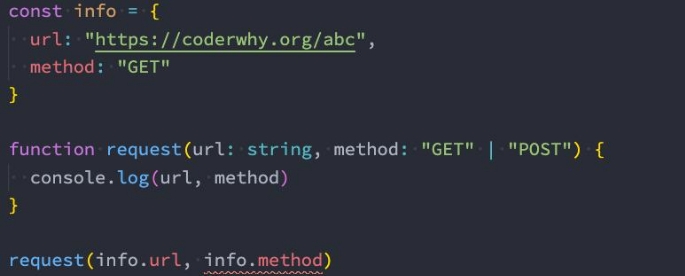 const info = {
  url: "https://coderwhy.org/abc",
  method: "GET"
}
function request(url: string, method: "GET" | "POST") {
  console.log(url, method)
}
request(info.url, info.method)